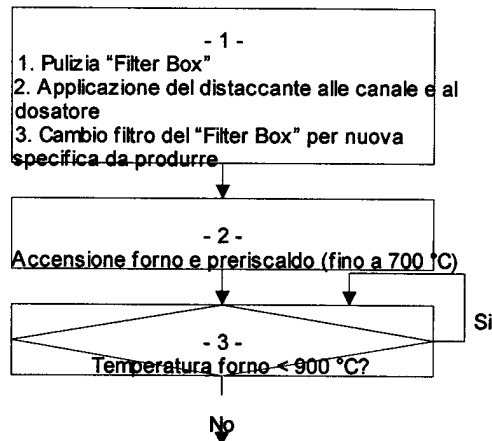 - 1 -
1. Pulizia “Filter Box”
2. Applicazione del distaccante alle canale e al
dosatore
3. Cambio filtro del “Filter Box” per nuova
specifica da produrre
- 2 -
Accensione forno e preriscaldo (fino a 700 °C)
Si
- 3 -
Temperatura forno < 900 °C?
No